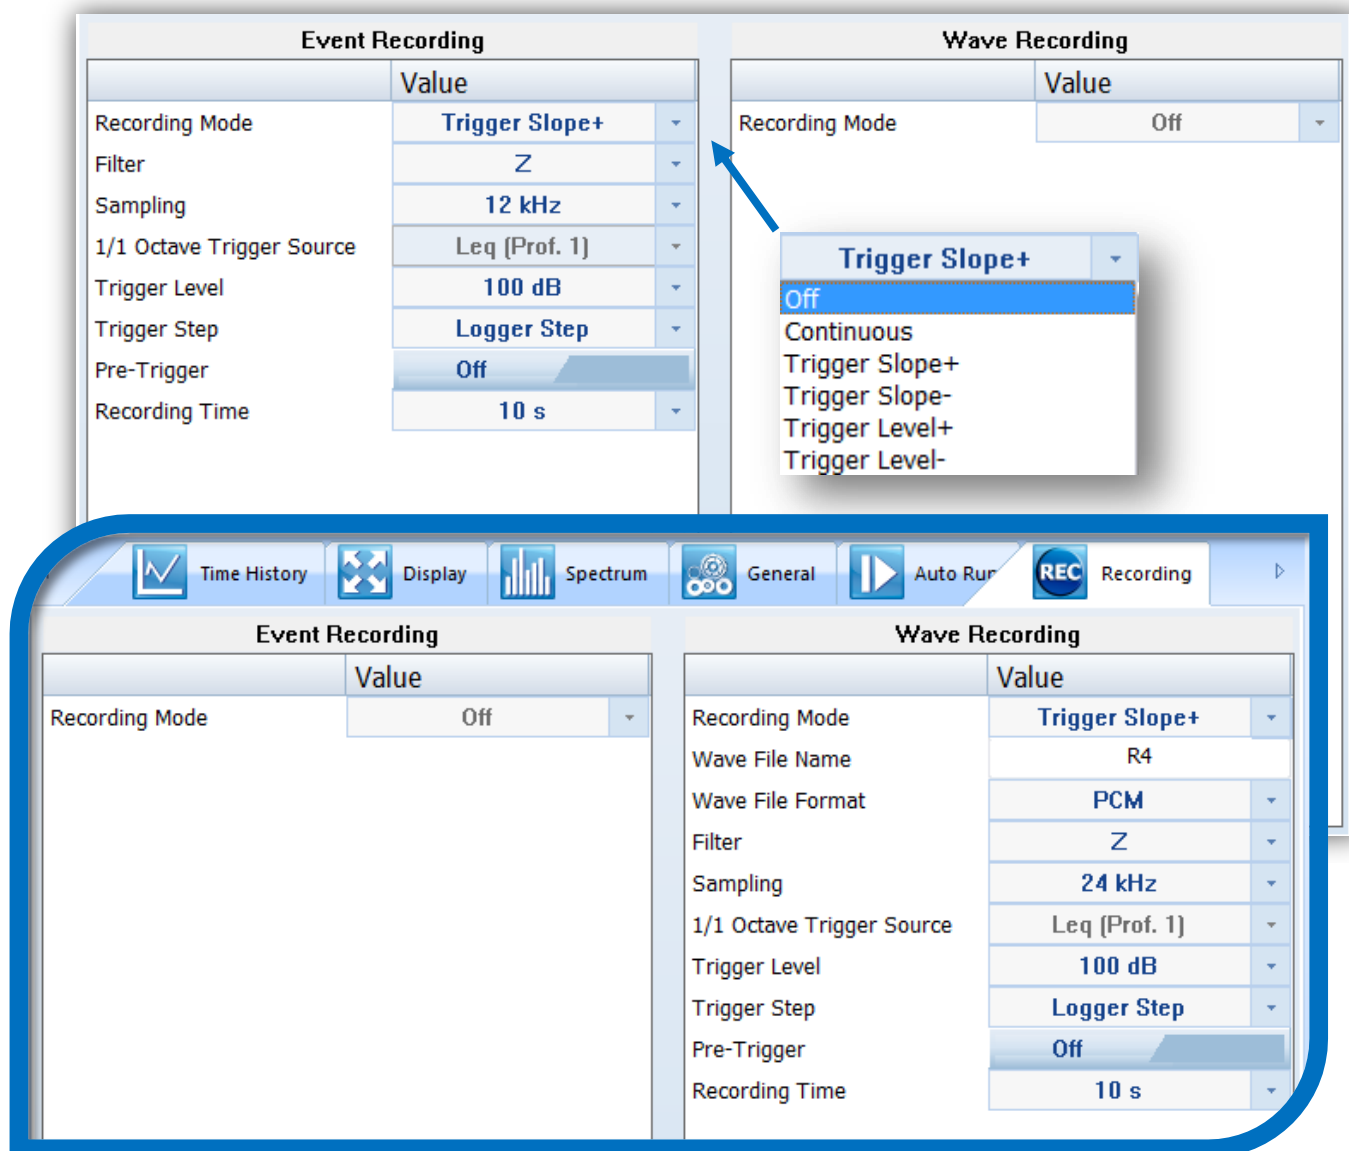 Event Recording
Value
Recording Mode Trigger Slope+
Filter Z
Sampling 12 kHz
1/1 Octave Trigger Source Leq (Prof. 1)
Trigger Level 100 dB
Trigger Step Logger Step
Pre-Trigger Off
Recording Time 10 s
Wave Recording
Value
Recording Mode Off
Trigger Slope+
Off
Continuous
Trigger Slope+
Trigger Slope-
Trigger Level+
Trigger Level-
Time History Display Spectrum General Auto Run REC Recording
Event Recording
Value
Recording Mode Off
Wave Recording
Value
Recording Mode Trigger Slope+
Wave File Name R4
Wave File Format PCM
Filter Z
Sampling 24 kHz
1/1 Octave Trigger Source Leq (Prof. 1)
Trigger Level 100 dB
Trigger Step Logger Step
Pre-Trigger Off
Recording Time 10 s